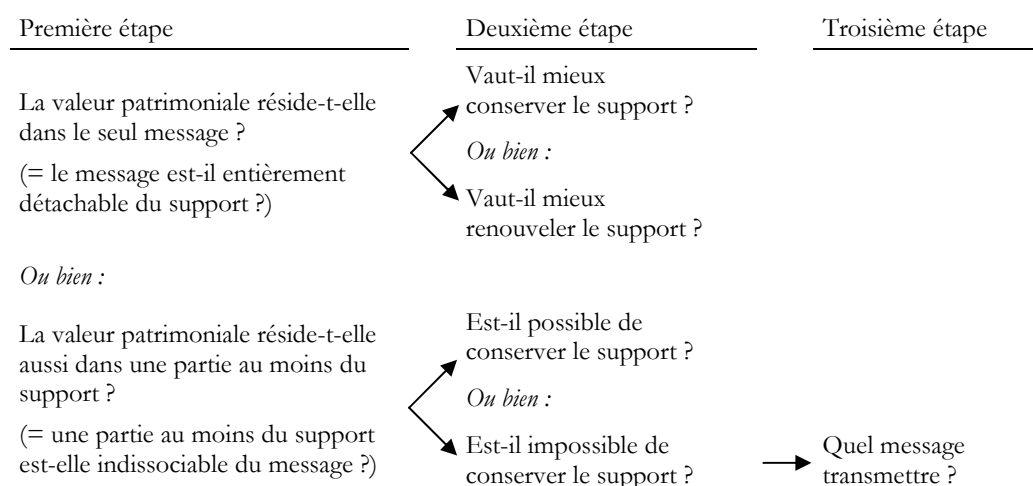 Première étape
Deuxième étape
Troisième étape
La valeur patrimoniale réside-t-elle
dans le seul message ?
(= le message est-il entièrement
détachable du support ?)
Vaut-il mieux
conserver le support ?
Ou bien :
Vaut-il mieux
renouveler le support ?
Ou bien :
La valeur patrimoniale réside-t-elle
aussi dans une partie au moins du
support ?
(= une partie au moins du support
est-elle indissociable du message ?)
Est-il possible de
conserver le support ?
Ou bien :
Est-il impossible de
conserver le support ?
Quel message
transmettre ?